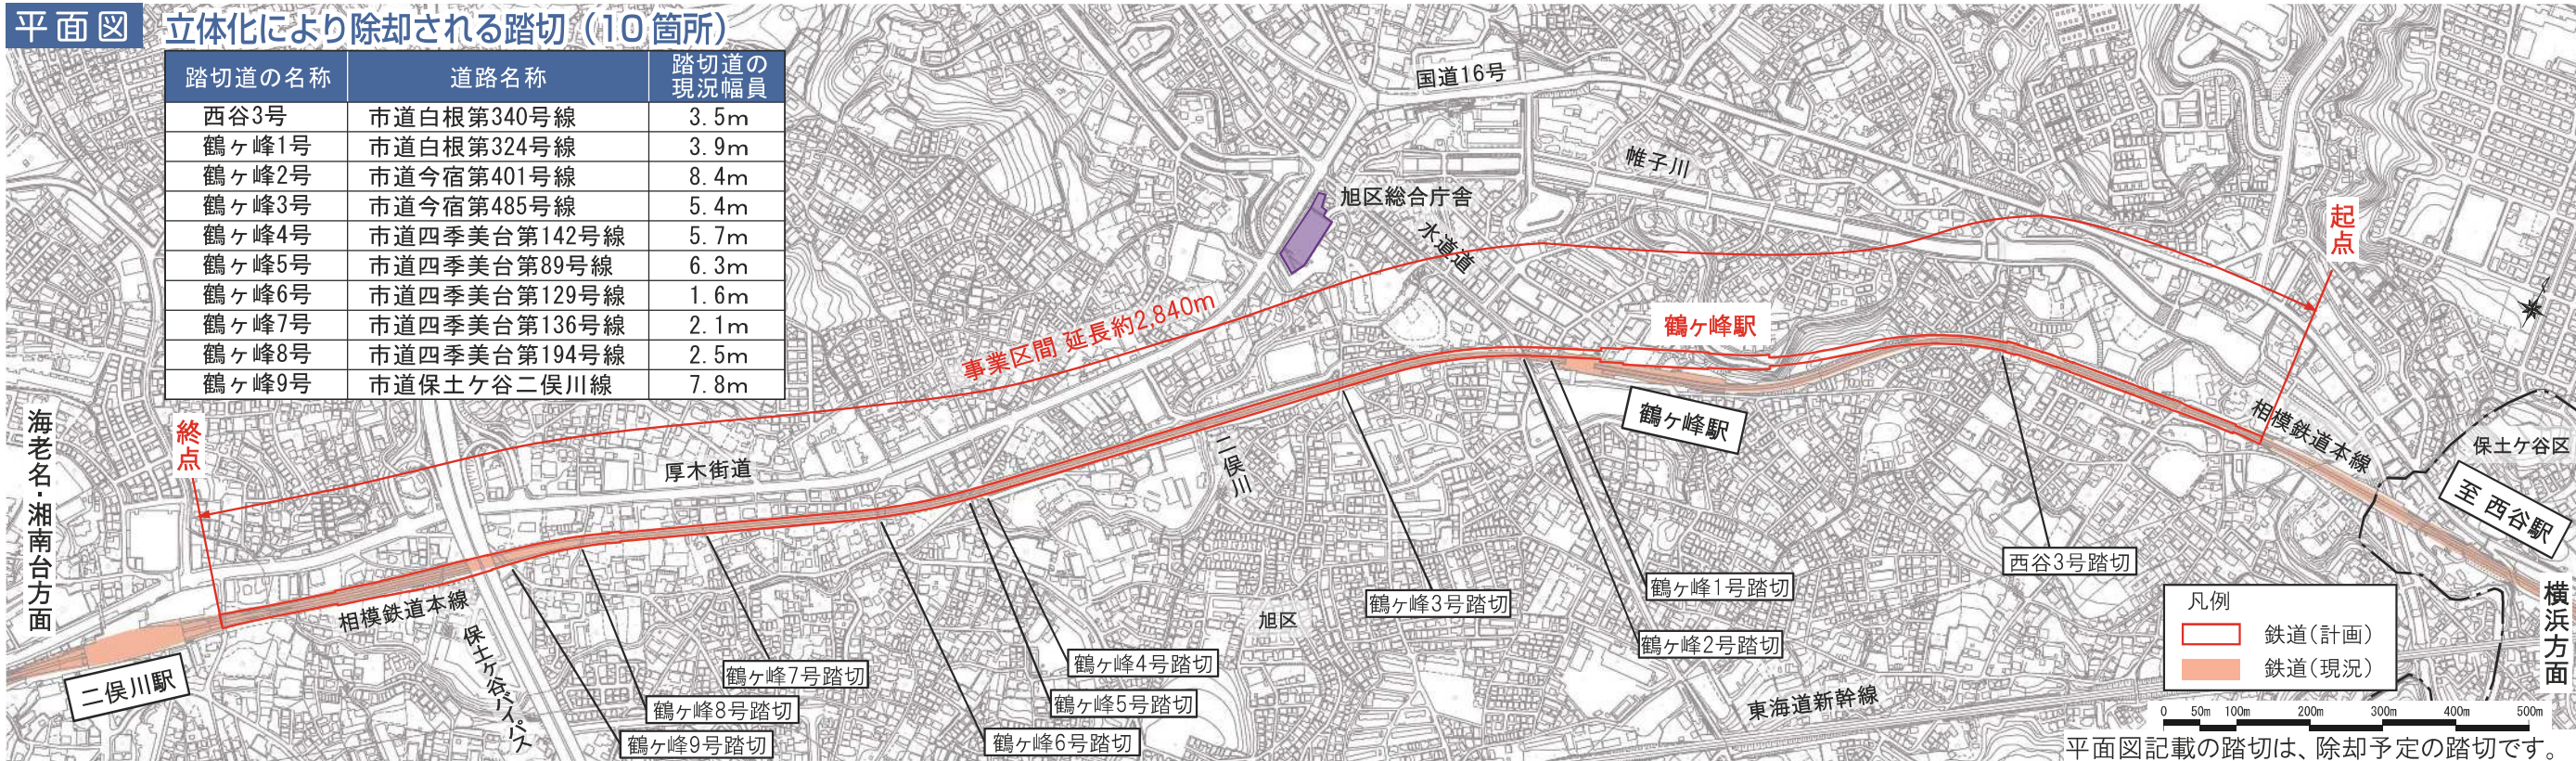 平面図
立体化により除却される踏切（10箇所）
踏切道の名称 道路名称 踏切道の現況幅員
西谷3号 市道白根第340号線 3.5m
鶴ヶ峰1号 市道白根第324号線 3.9m
鶴ヶ峰2号 市道今宿第401号線 8.4m
鶴ヶ峰3号 市道今宿第485号線 5.4m
鶴ヶ峰4号 市道四季美台第142号線 5.7m
鶴ヶ峰5号 市道四季美台第89号線 6.3m
鶴ヶ峰6号 市道四季美台第129号線 1.6m
鶴ヶ峰7号 市道四季美台第136号線 2.1m
鶴ヶ峰8号 市道四季美台第194号線 2.5m
鶴ヶ峰9号 市道保土ケ谷二俣川線 7.8m
国道16号
帷子川
旭区総合庁舎
水道道
起点
事業区間 延長約2,840m
鶴ヶ峰駅
鶴ヶ峰駅
相模鉄道本線
保土ケ谷区
至 西谷駅
横浜方面
終点
海老名・湘南台方面
厚木街道
二俣川
相模鉄道本線
保土ケ谷バイパス
二俣川駅
旭区
西谷3号踏切
鶴ヶ峰1号踏切
鶴ヶ峰2号踏切
鶴ヶ峰3号踏切
鶴ヶ峰4号踏切
鶴ヶ峰5号踏切
鶴ヶ峰6号踏切
鶴ヶ峰7号踏切
鶴ヶ峰8号踏切
鶴ヶ峰9号踏切
東海道新幹線
凡例
鉄道(計画)
鉄道(現況)
0 50m 100m 200m 300m 400m 500m
平面図記載の踏切は、除却予定の踏切です。